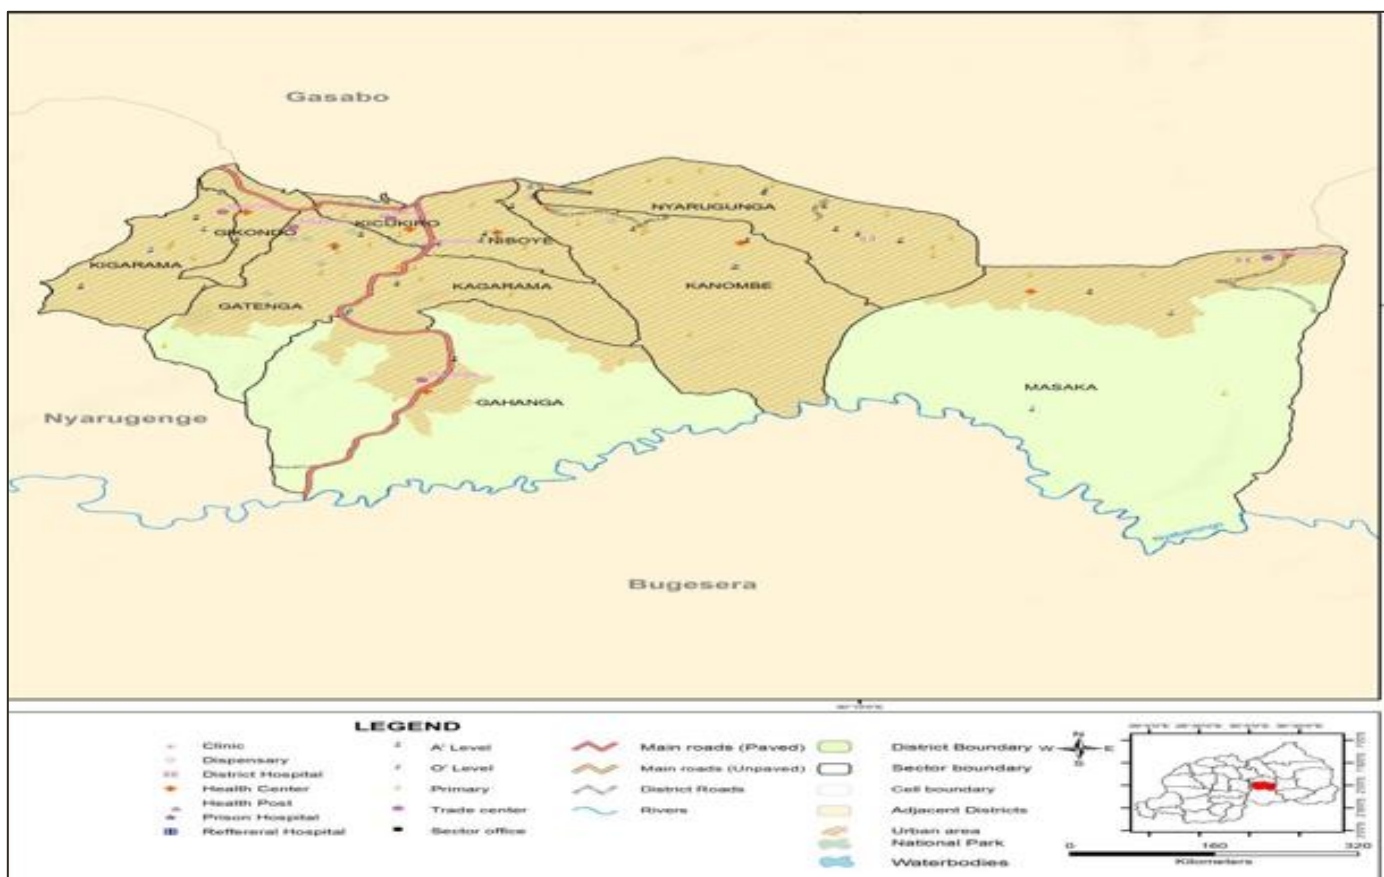 Gasabo
NYARUGUNGA
GIKONDO
KICUKIRO
NIBOYE
KIGARAMA
KAGARAMA
KANOMBE
GATENGA
MASAKA
GAHANGA
Nyarugenge
Bugesera
LEGEND
Clinic
Dispensary
District Hospital
Health Center
Health Post
Prison Hospital
Reffereral Hospital
A' Level
O' Level
Primary
Trade center
Sector office
Main roads (Paved)
Main roads (Unpaved)
District Roads
Rivers
District Boundary
Sector boundary
Cell boundary
Adjacent Districts
Urban area
National Park
Waterbodies
N
W E
S
0 160 320
Kilometers